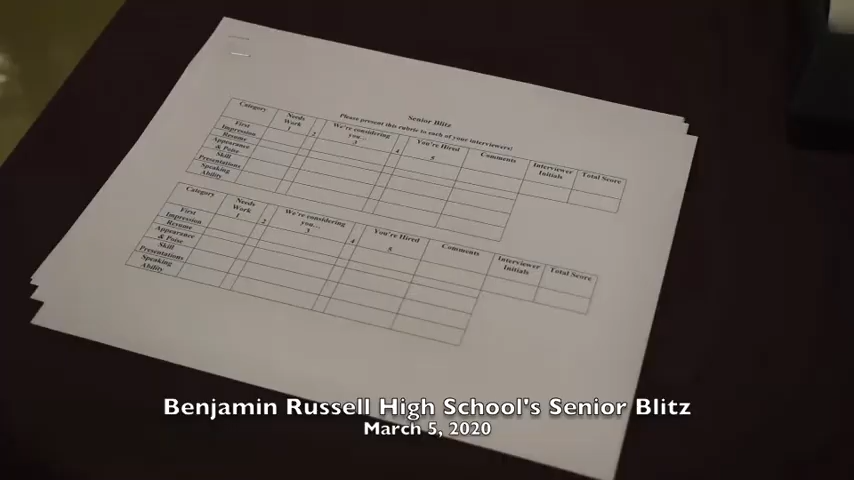 Senior Blitz
Please present this rubric to each of your interviewers!
Category
Needs Work 1
2
We're considering you... 3
4
You're Hired 5
Comments
Interviewer Initials
Total Score
First Impression
Resume
Appearance & Poise
Skill Presentations
Speaking Ability
Category
Needs Work 1
2
We're considering you... 3
4
You're Hired 5
Comments
Interviewer Initials
Total Score
First Impression
Resume
Appearance & Poise
Skill Presentations
Speaking Ability
Benjamin Russell High School's Senior Blitz
March 5, 2020